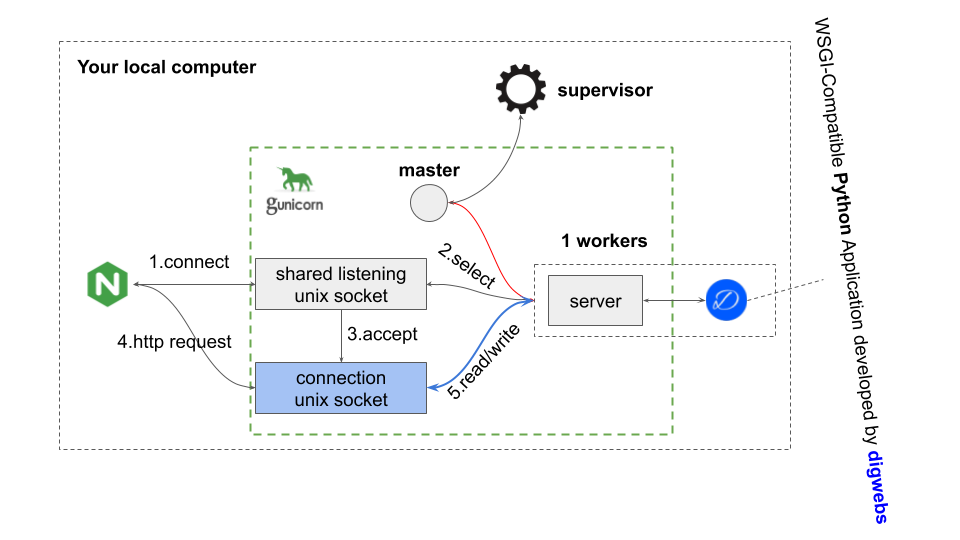 Your local computer
supervisor
master
gunicorn
1 workers
1.connect
shared listening
unix socket
2.select
server
3.accept
4.http request
connection
unix socket
5.read/write
N
D
WSGI-Compatible Python Application developed by digwebs